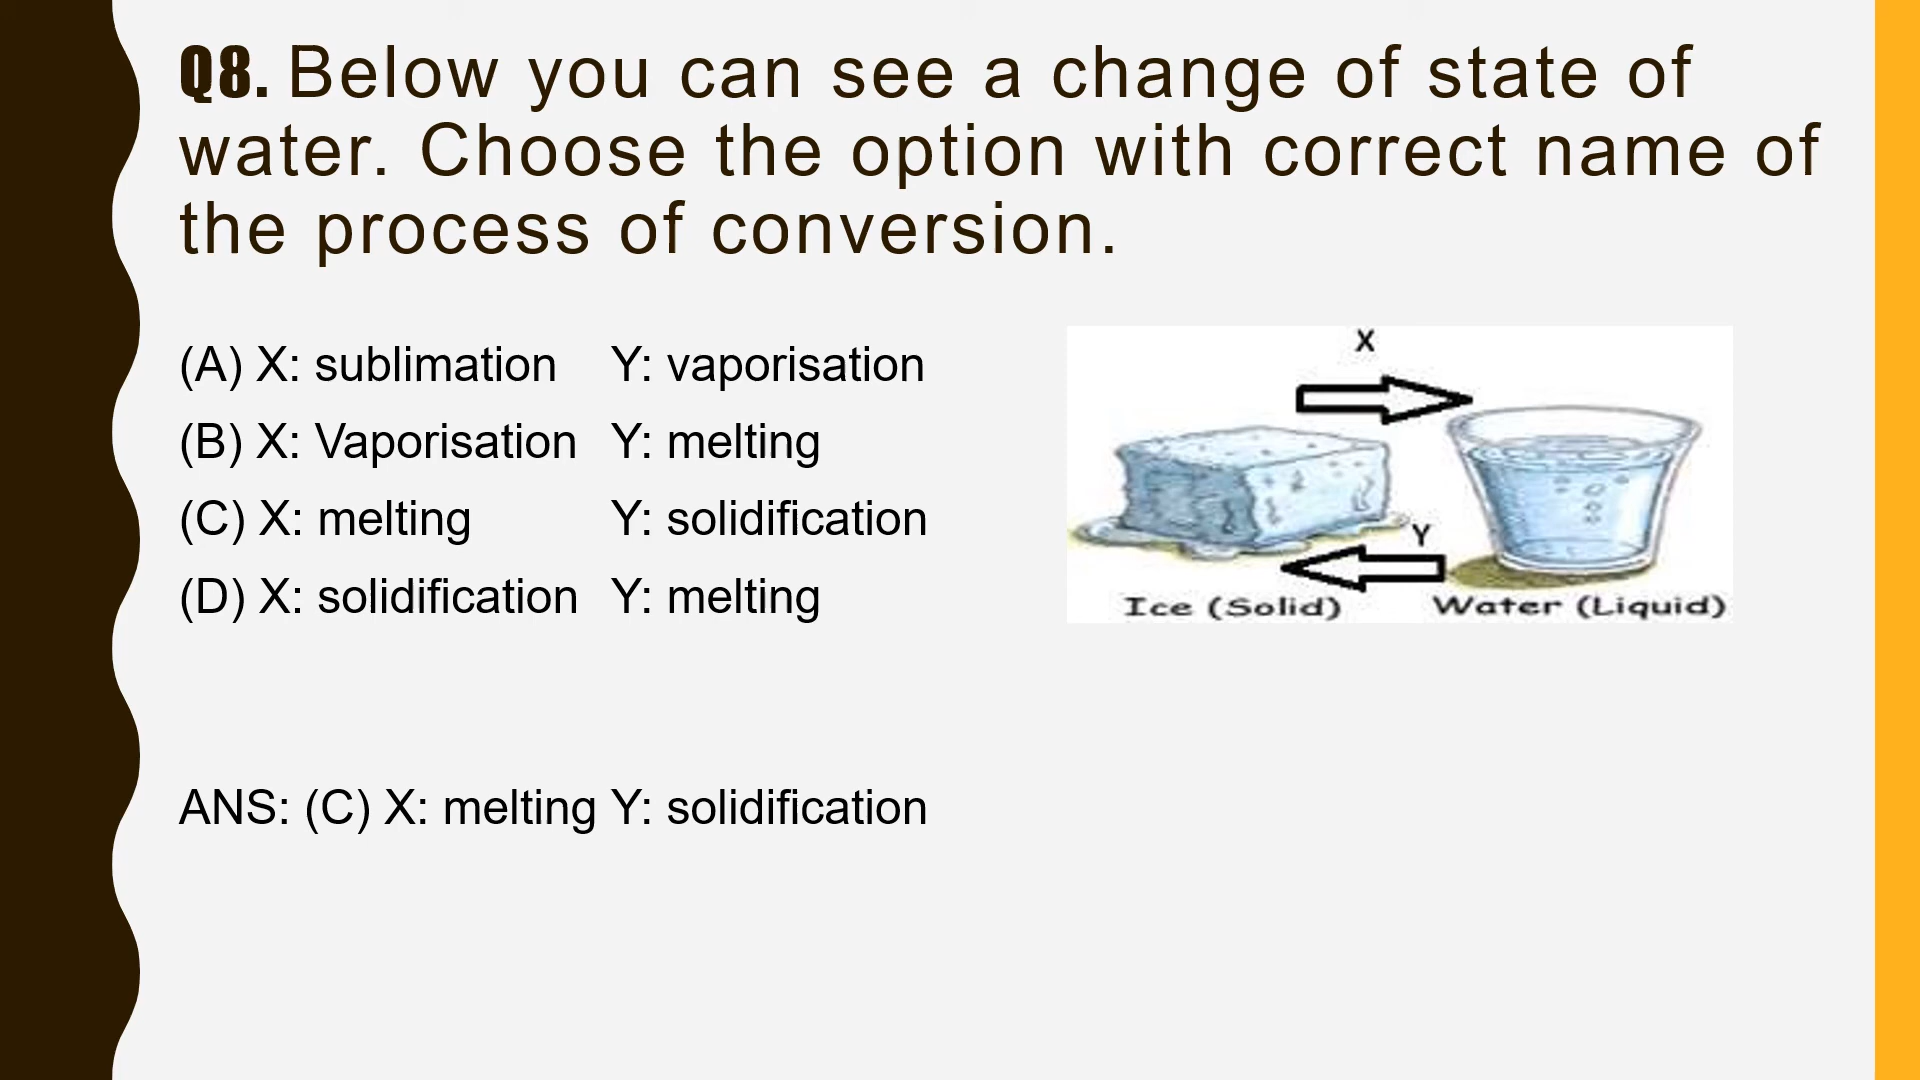 Q8. Below you can see a change of state of
water. Choose the option with correct name of
the process of conversion.
(A) X: sublimation Y: vaporisation
(B) X: Vaporisation Y: melting
(C) X: melting Y: solidification
(D) X: solidification Y: melting
X
Y
Ice (Solid) Water (Liquid)
ANS: (C) X: melting Y: solidification